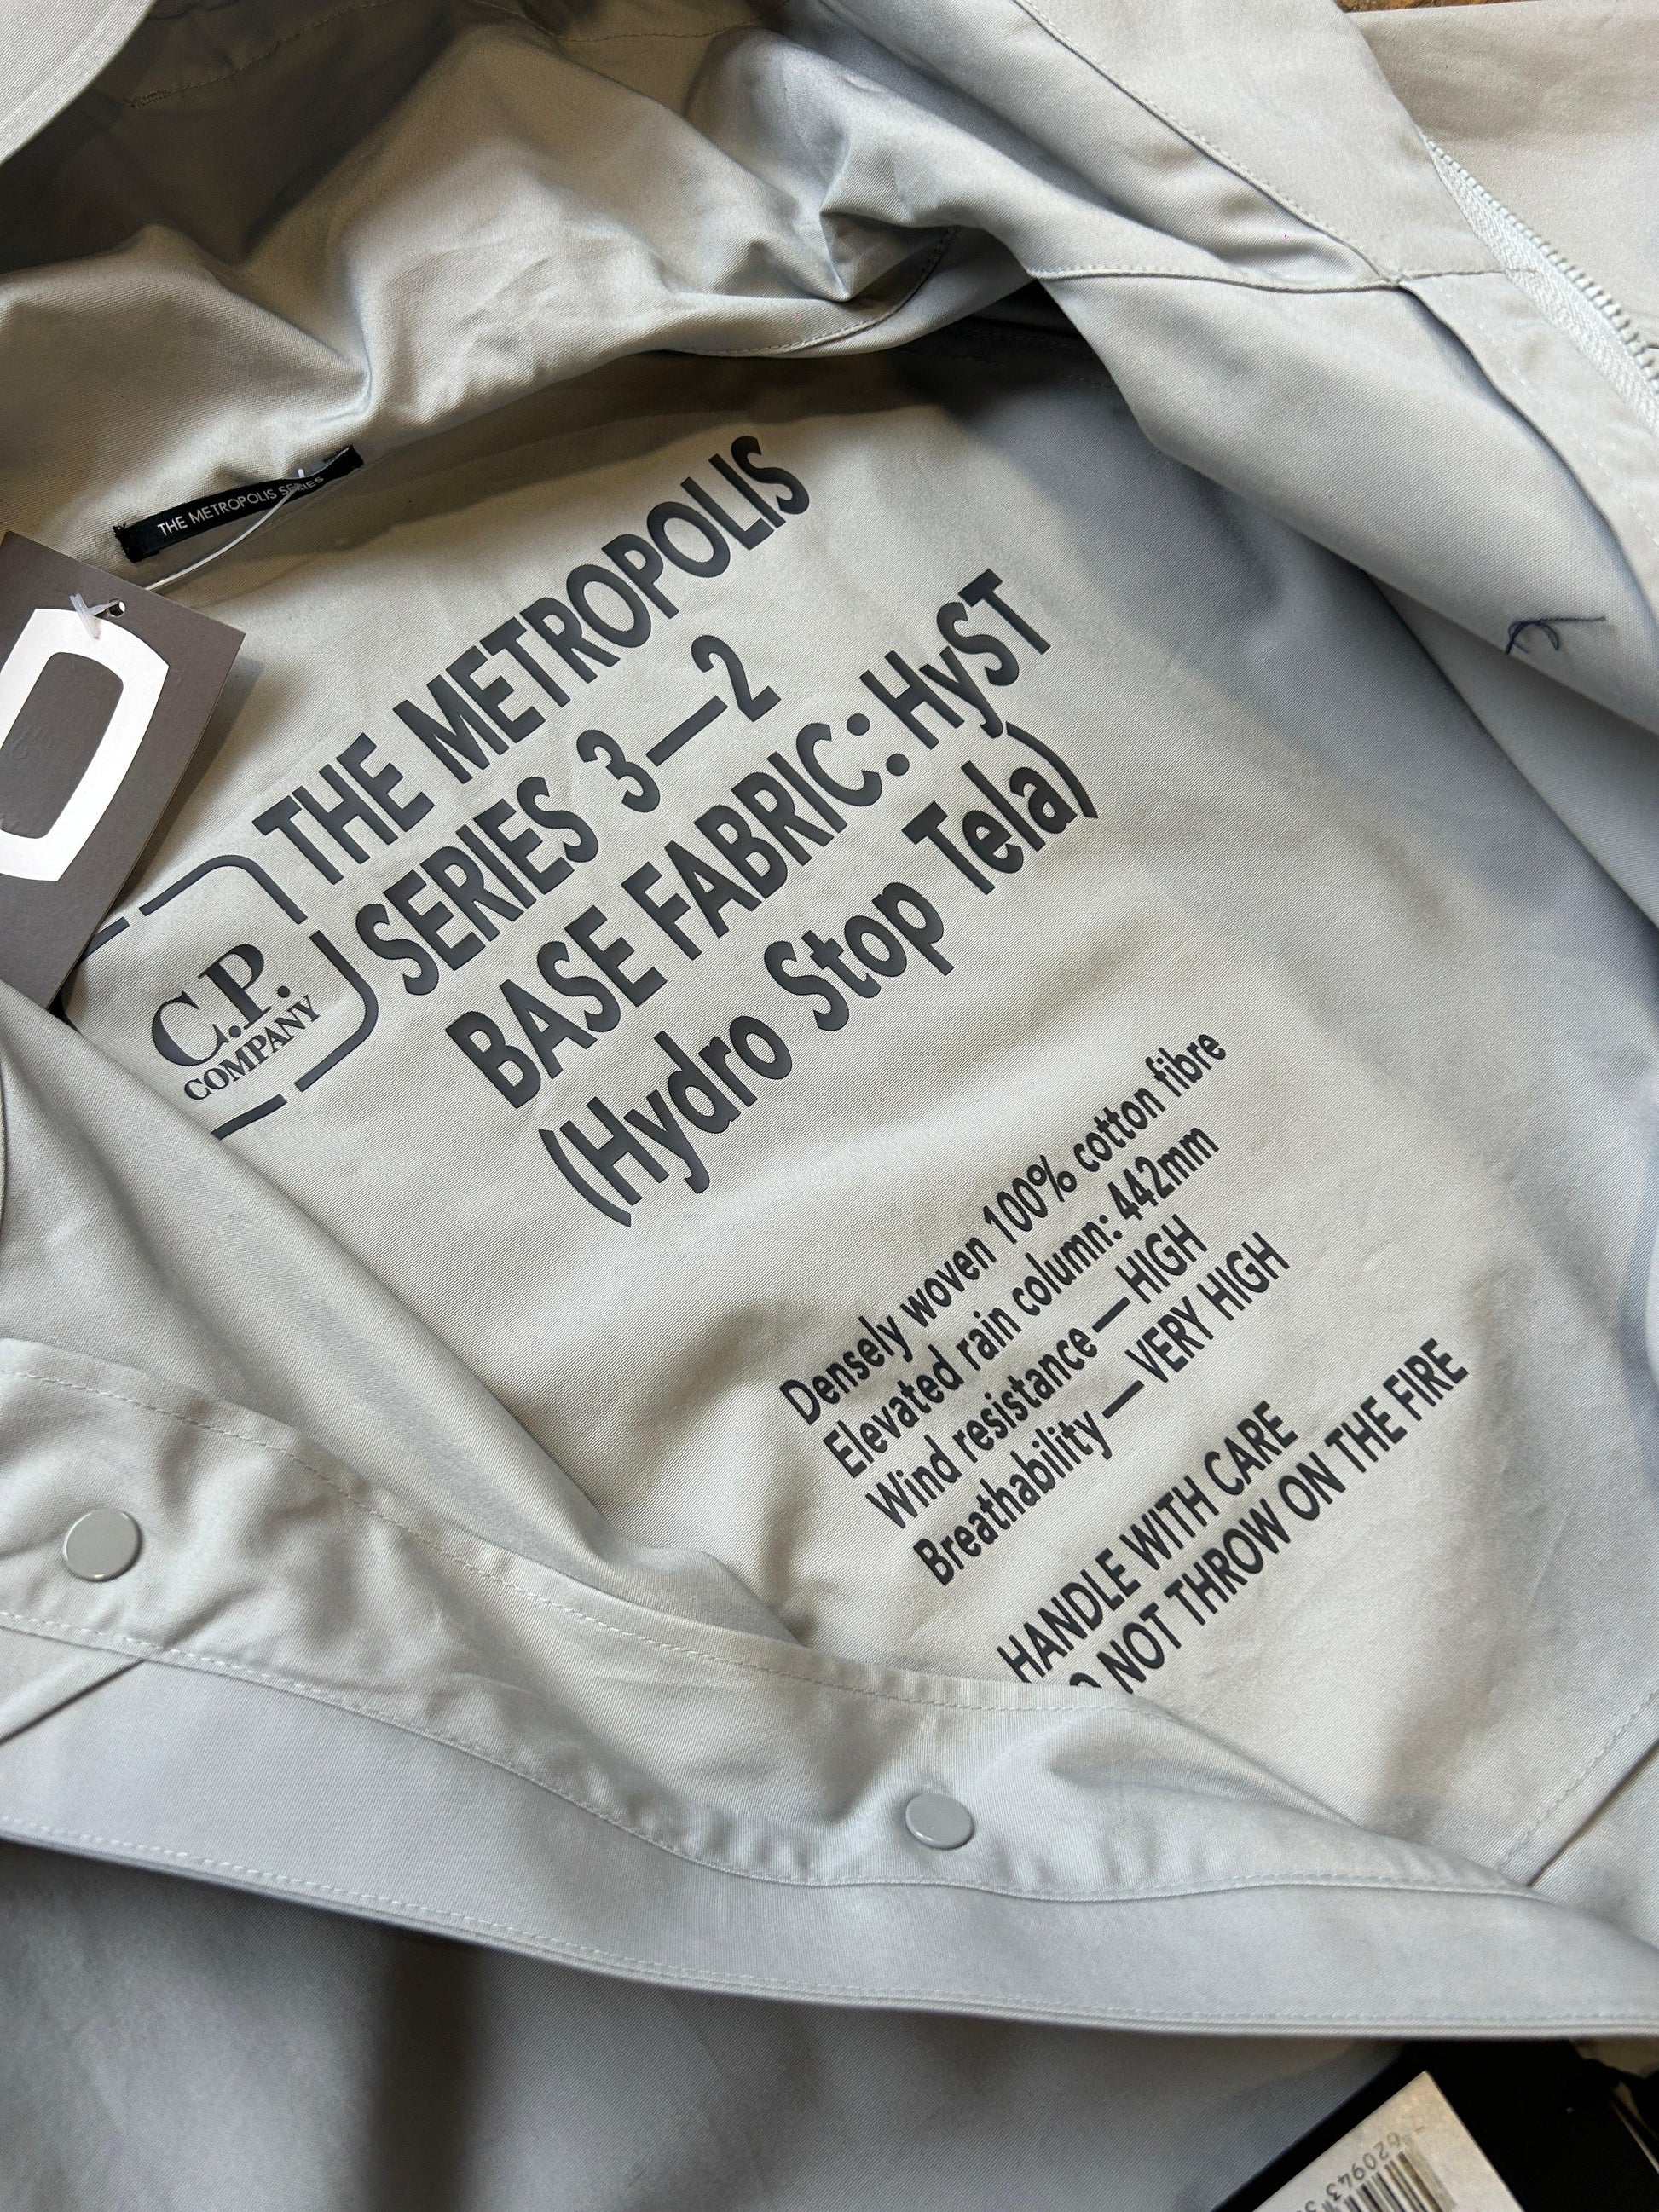 THE METROPOLIS SERIES
THE METROPOLIS
SERIES 3—2
BASE FABRIC: HyST
(Hydro Stop Tela)
C.P.
COMPANY
Densely woven 100% cotton fibre
Elevated rain column: 442mm
Wind resistance — HIGH
Breathability — VERY HIGH
HANDLE WITH CARE
NOT THROW ON THE FIRE
7620943